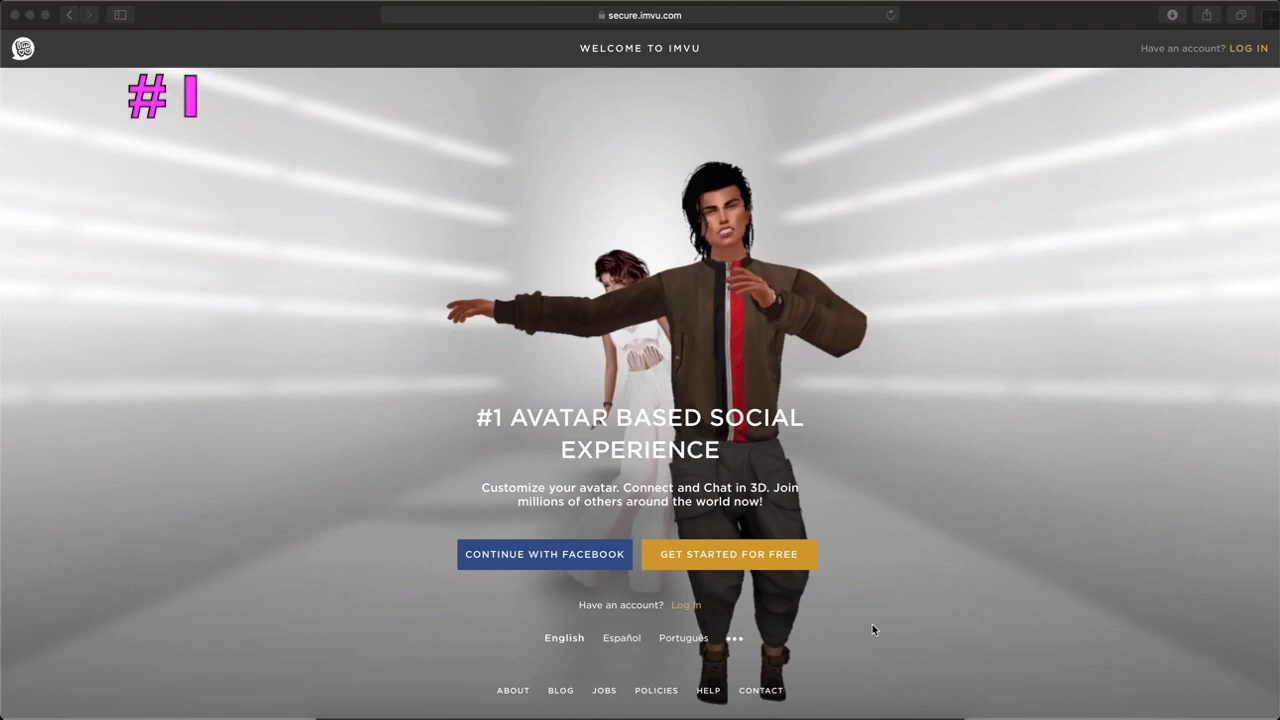 secure.imvu.com
WELCOME TO IMVU
Have an account? LOG IN
#1
#1 AVATAR BASED SOCIAL
EXPERIENCE
Customize your avatar. Connect and Chat in 3D. Join
millions of others around the world now!
CONTINUE WITH FACEBOOK
GET STARTED FOR FREE
Have an account? Log In
English Español Português •••
ABOUT BLOG JOBS POLICIES HELP CONTACT